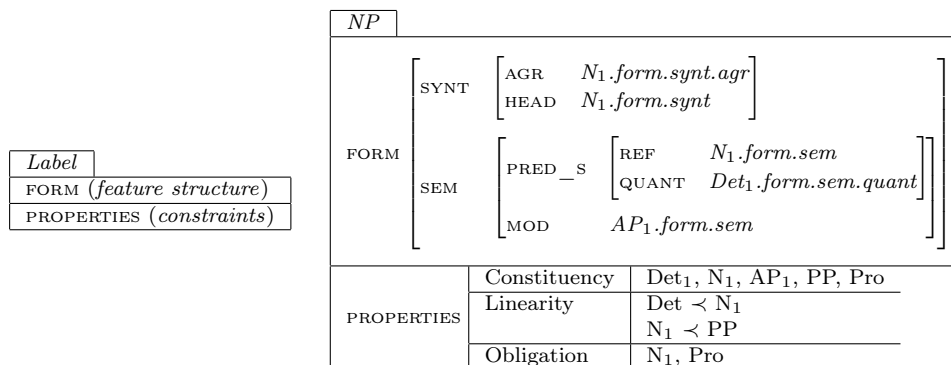 Label
FORM (feature structure)
PROPERTIES (constraints)
NP
FORM
SYNT
AGR N₁.form.synt.agr
HEAD N₁.form.synt
SEM
PRED_S
REF N₁.form.sem
QUANT Det₁.form.sem.quant
MOD AP₁.form.sem
PROPERTIES
Constituency Det₁, N₁, AP₁, PP, Pro
Linearity Det ≺ N₁
N₁ ≺ PP
Obligation N₁, Pro